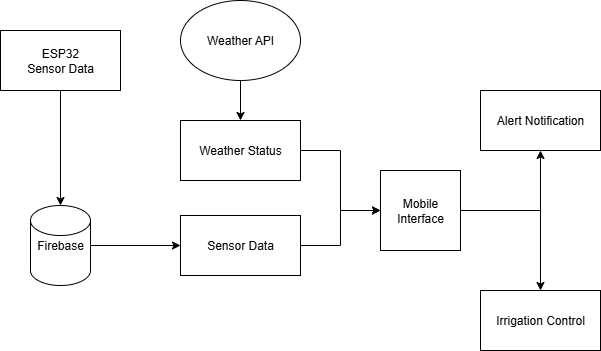 ESP32
Sensor Data
Weather API
Alert Notification
Weather Status
Mobile
Interface
Firebase
Sensor Data
Irrigation Control